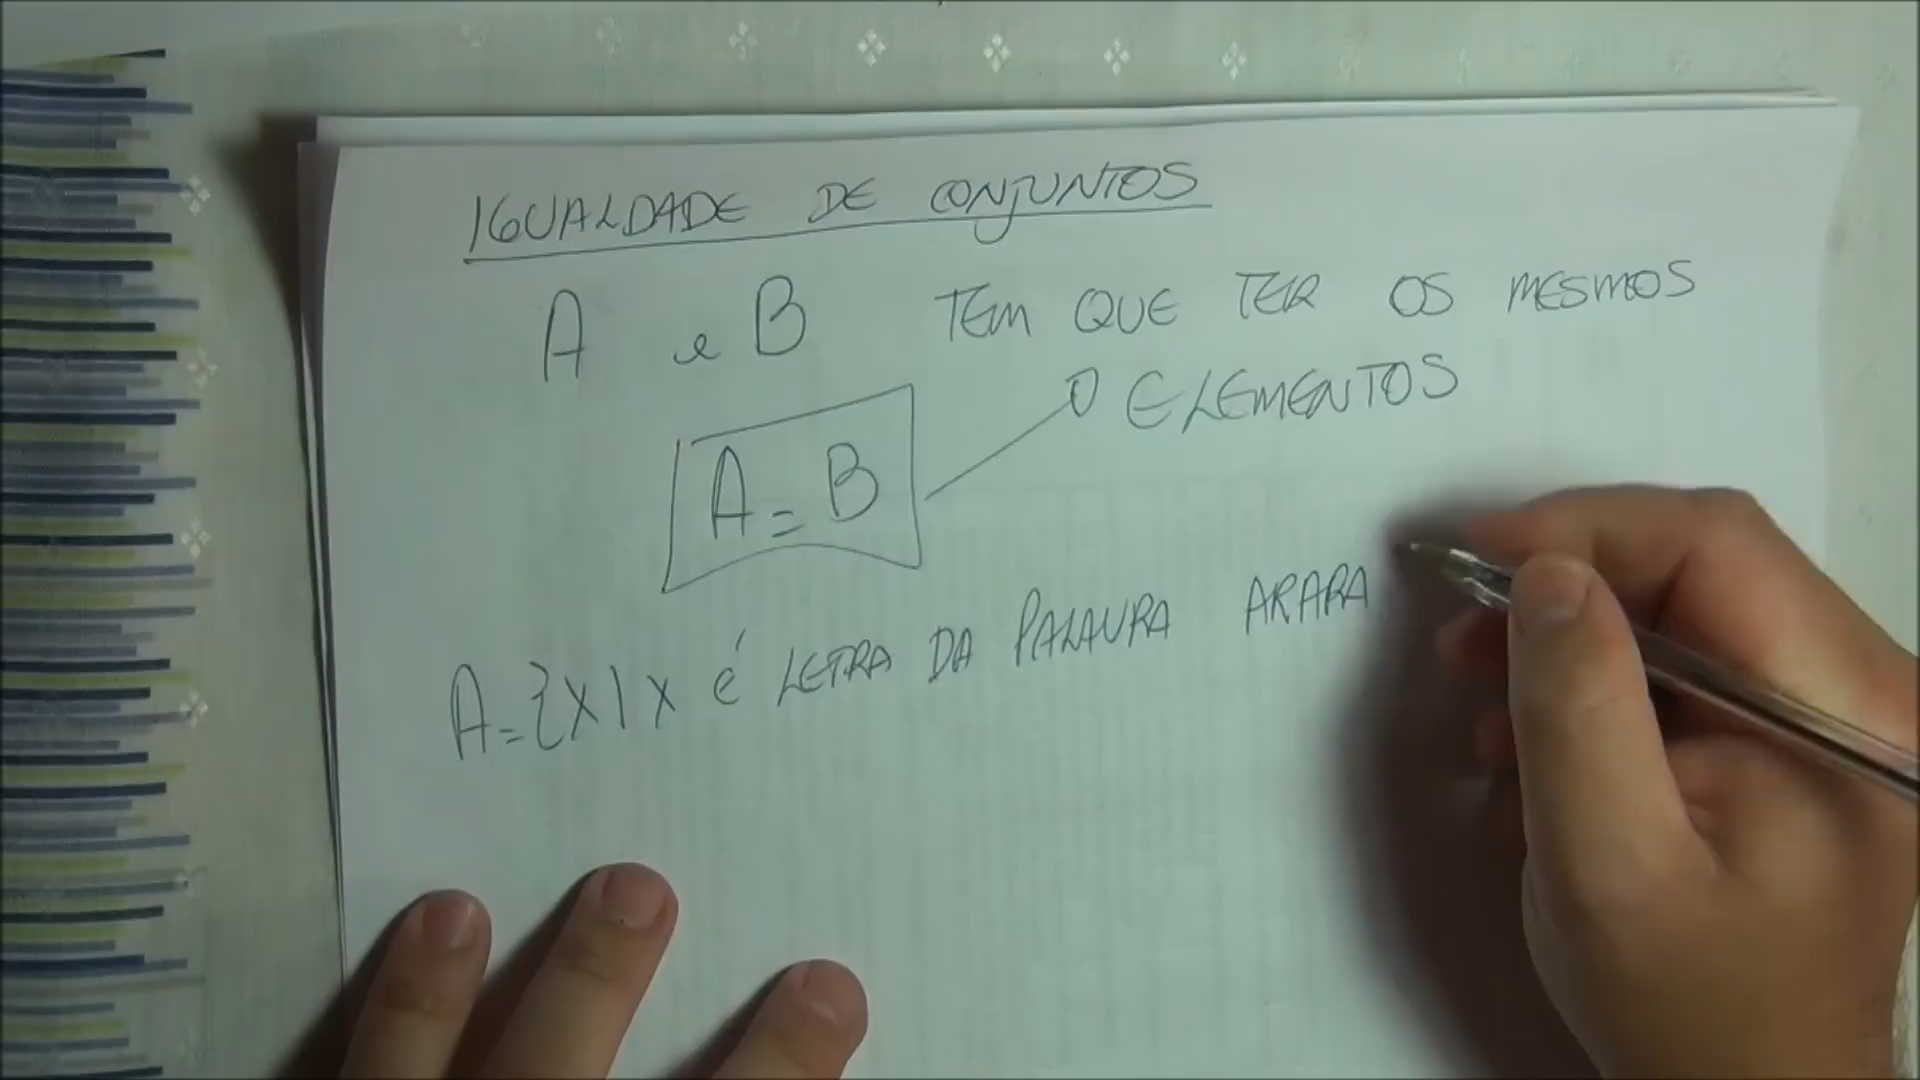 IGUALDADE DE CONJUNTOS
A e B TEM QUE TER OS MESMOS
ELEMENTOS
A = B
A = {X | X é LETRA DA PALAVRA ARARA